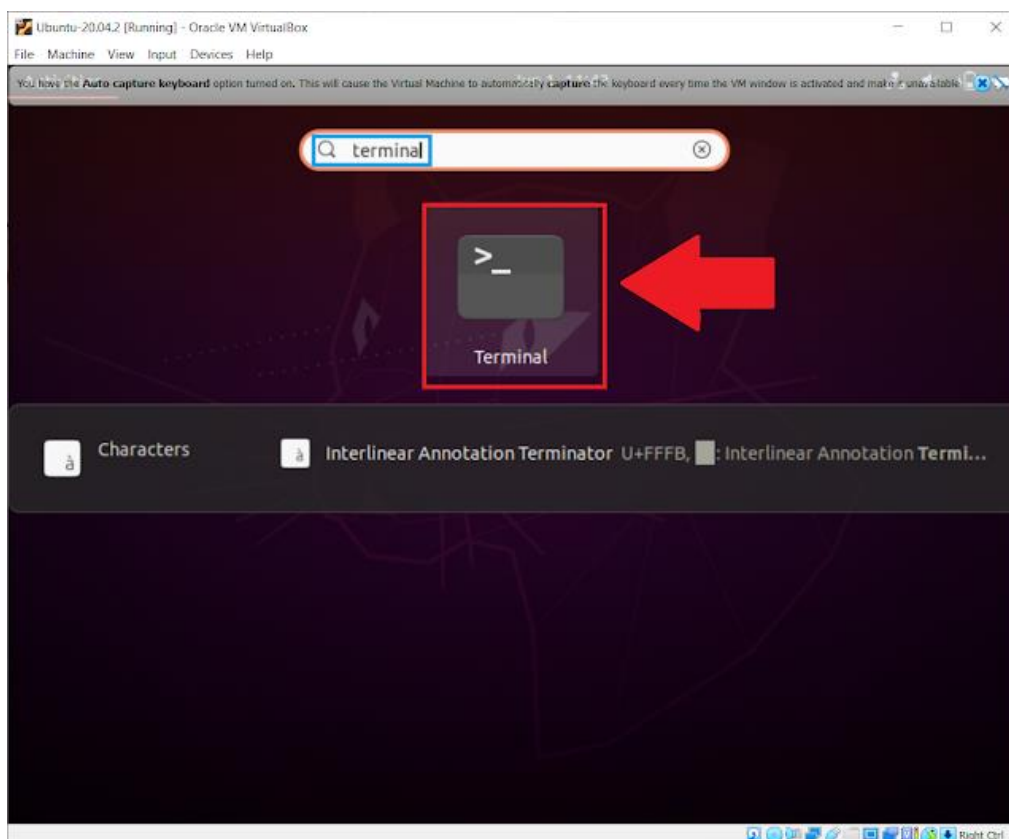 Ubuntu-20.04.2 [Running] - Oracle VM VirtualBox
File Machine View Input Devices Help
You have the Auto capture keyboard option turned on. This will cause the Virtual Machine to automatically capture the keyboard every time the VM window is activated and make it unavailable
terminal
>_
Terminal
Characters
à
à Interlinear Annotation Terminator U+FFFB, : Interlinear Annotation Termi...
Right Ctrl